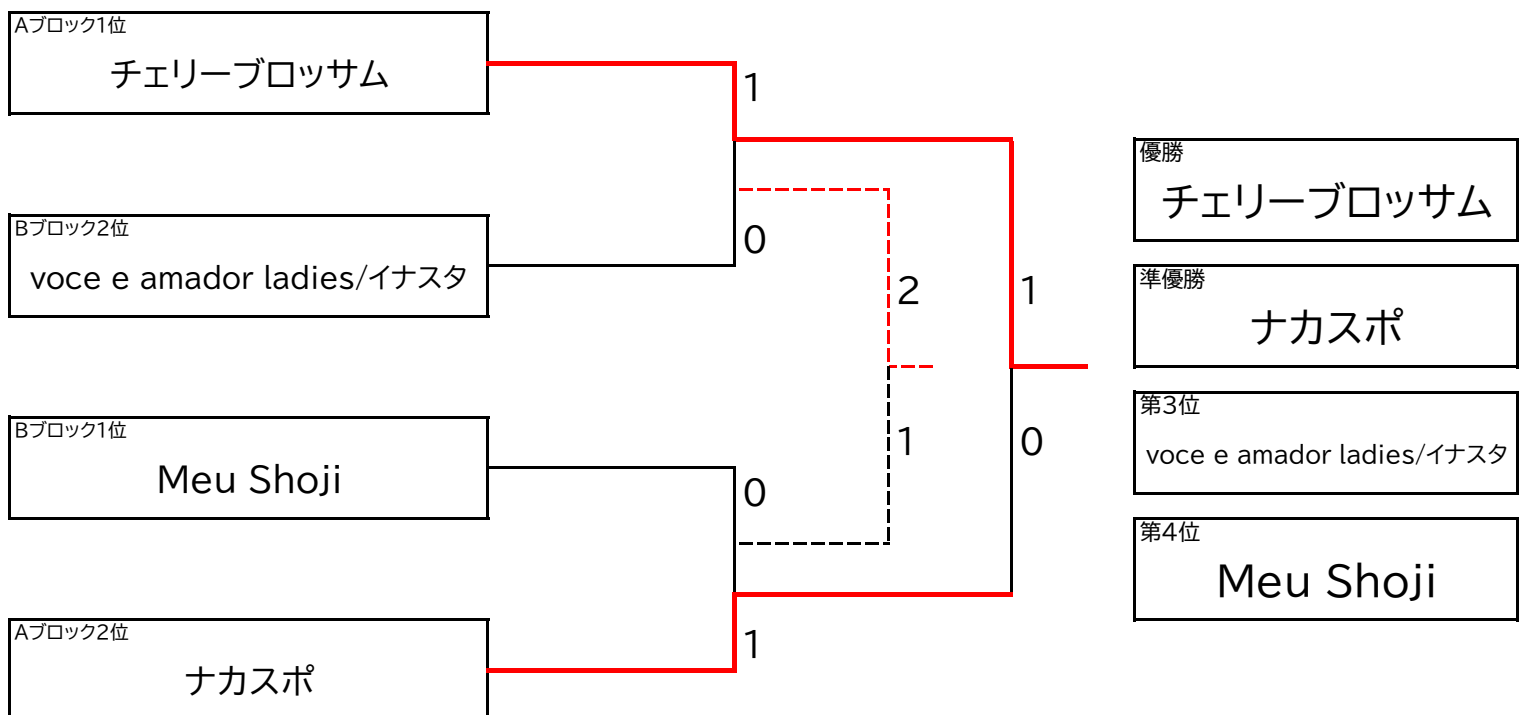 Aブロック1位
チェリーブロッサム
Bブロック2位
voce e amador ladies/イナスタ
Bブロック1位
Meu Shoji
Aブロック2位
ナカスポ
1
0
0
1
2
1
1
0
優勝
チェリーブロッサム
準優勝
ナカスポ
第3位
voce e amador ladies/イナスタ
第4位
Meu Shoji